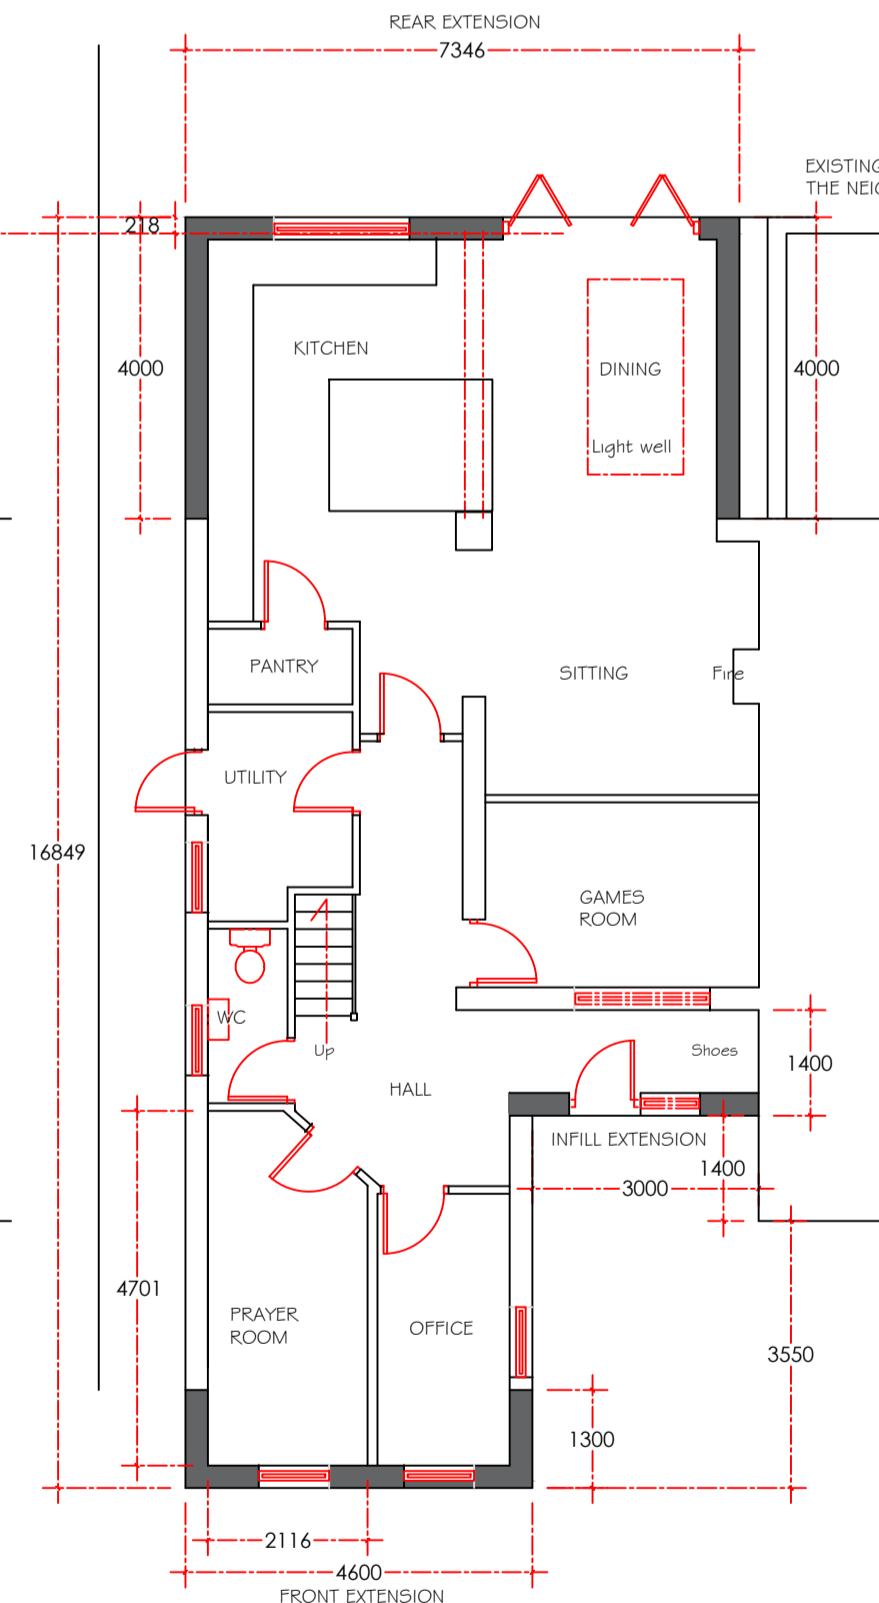 REAR EXTENSION
7346
EXISTING
THE NEI
218
4000
4000
KITCHEN
DINING
Light well
PANTRY
SITTING
Fire
UTILITY
16849
GAMES
ROOM
WC
Up
Shoes
1400
HALL
INFILL EXTENSION
1400
3000
4701
PRAYER
ROOM
OFFICE
3550
1300
2116
4600
FRONT EXTENSION